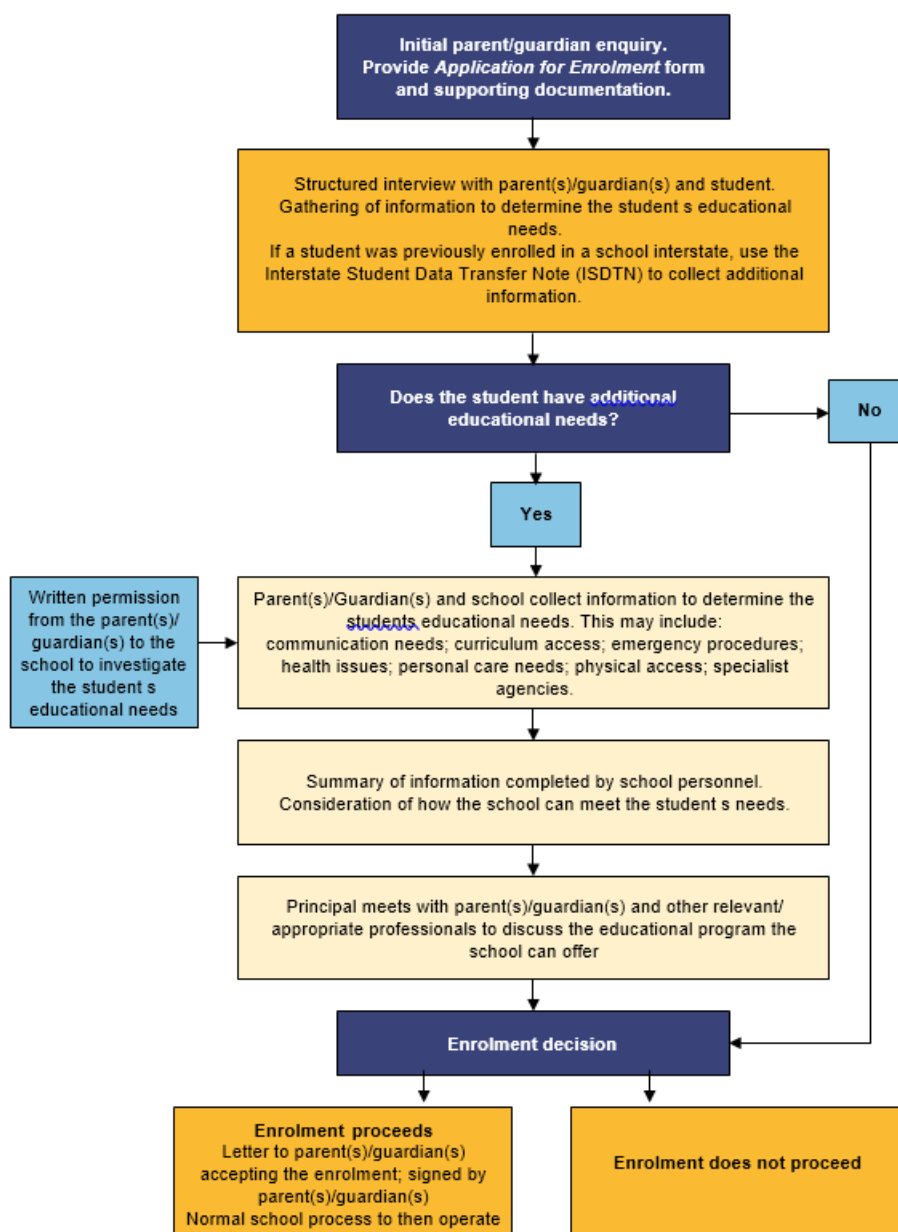 Initial parent/guardian enquiry.
Provide Application for Enrolment form
and supporting documentation.
Structured interview with parent(s)/guardian(s) and student.
Gathering of information to determine the student s educational
needs.
If a student was previously enrolled in a school interstate, use the
Interstate Student Data Transfer Note (ISDTN) to collect additional
information.
Does the student have additional
educational needs?
No
Yes
Written permission
from the parent(s)/
guardian(s) to the
school to investigate
the student s
educational needs
Parent(s)/Guardian(s) and school collect information to determine the
students educational needs. This may include:
communication needs; curriculum access; emergency procedures;
health issues; personal care needs; physical access; specialist
agencies.
Summary of information completed by school personnel.
Consideration of how the school can meet the student s needs.
Principal meets with parent(s)/guardian(s) and other relevant/
appropriate professionals to discuss the educational program the
school can offer
Enrolment decision
Enrolment proceeds
Letter to parent(s)/guardian(s)
accepting the enrolment; signed by
parent(s)/guardian(s)
Normal school process to then operate
Enrolment does not proceed